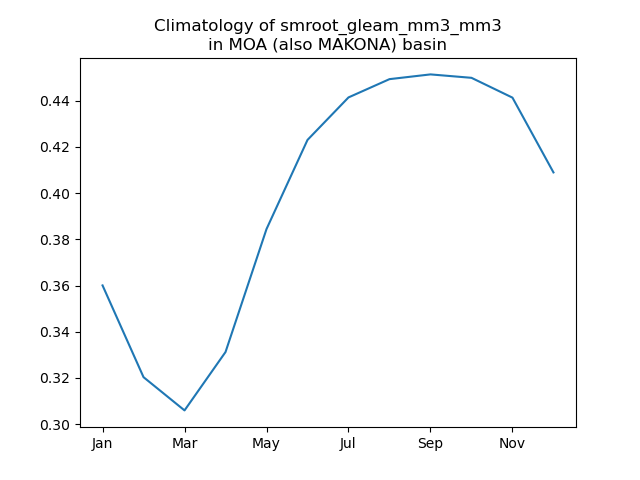 Climatology of smroot_gleam_mm3_mm3
in MOA (also MAKONA) basin
0.44
0.42
0.40
0.38
0.36
0.34
0.32
0.30
Jan Mar May Jul Sep Nov